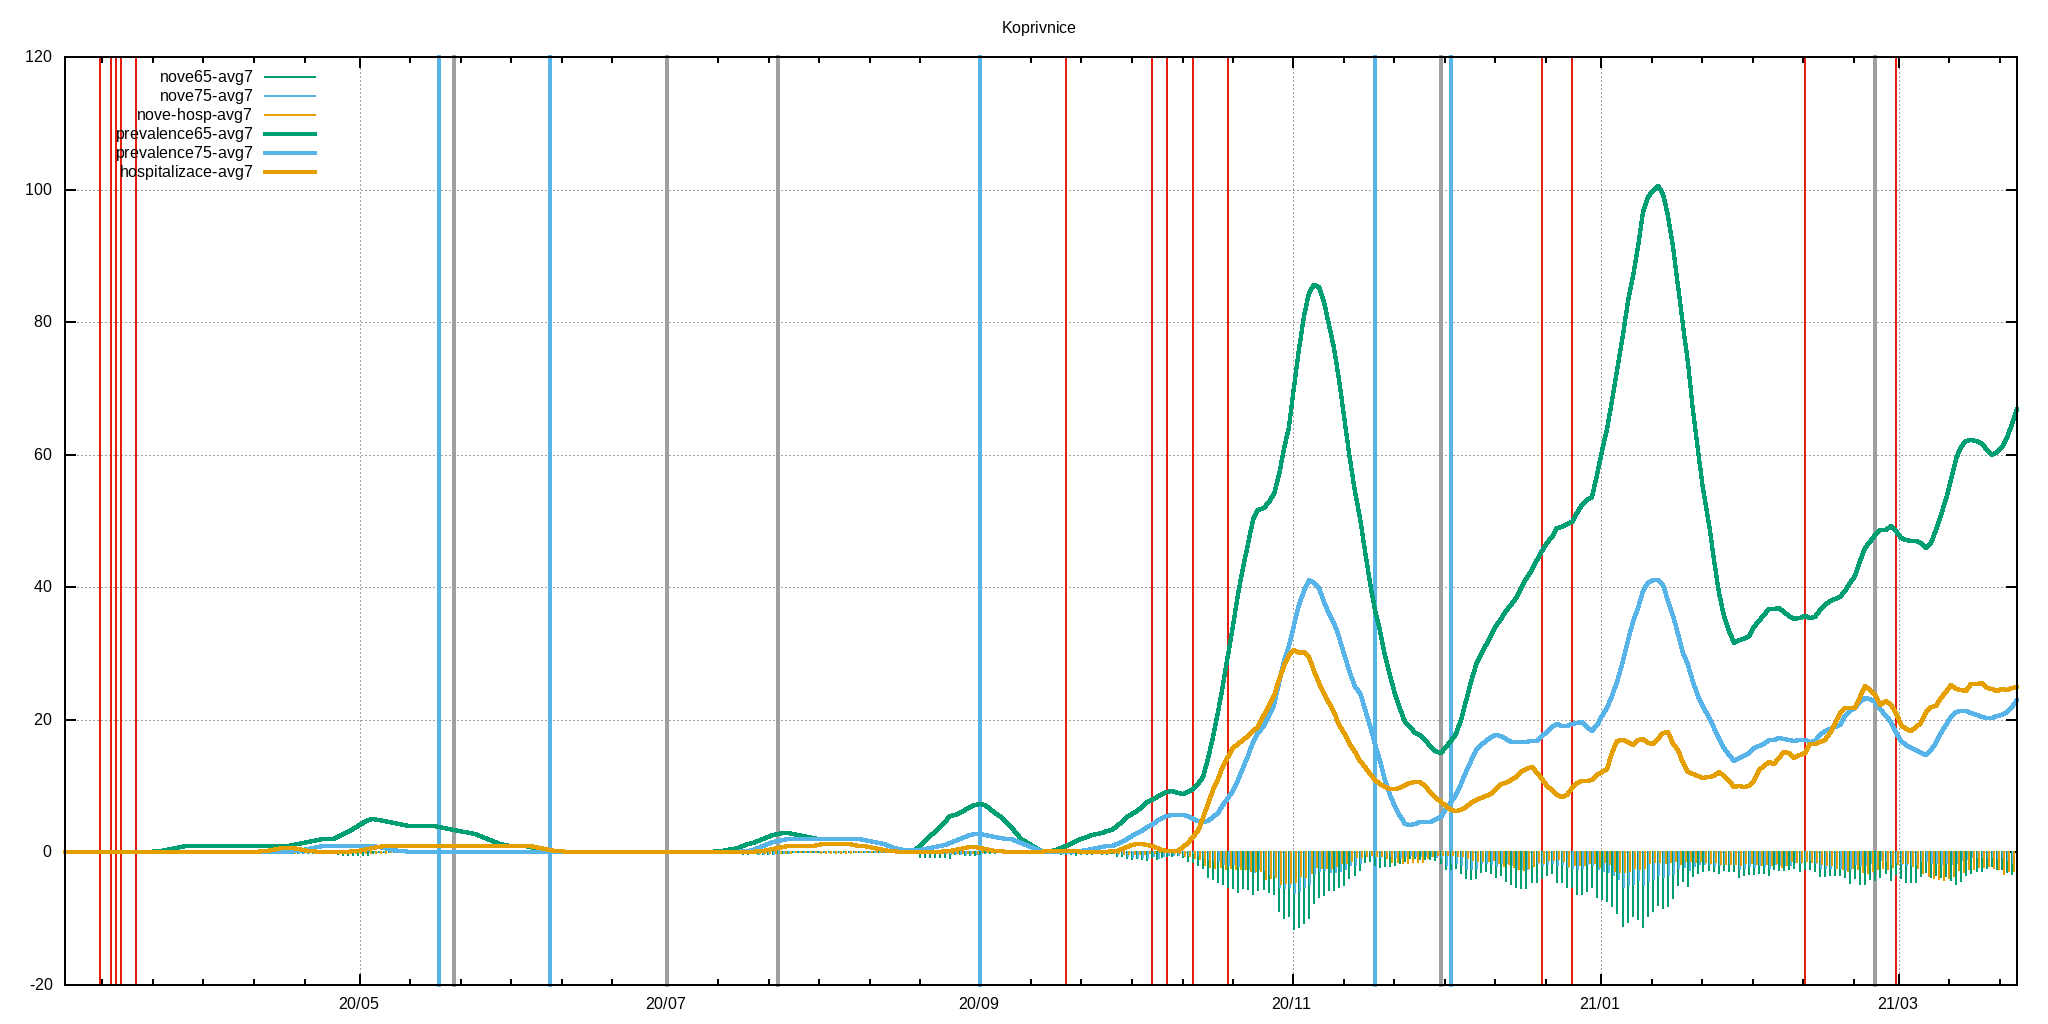 Koprivnice
120
100
80
60
40
20
0
-20
nove65-avg7
nove75-avg7
nove-hosp-avg7
prevalence65-avg7
prevalence75-avg7
hospitalizace-avg7
20/05
20/07
20/09
20/11
21/01
21/03